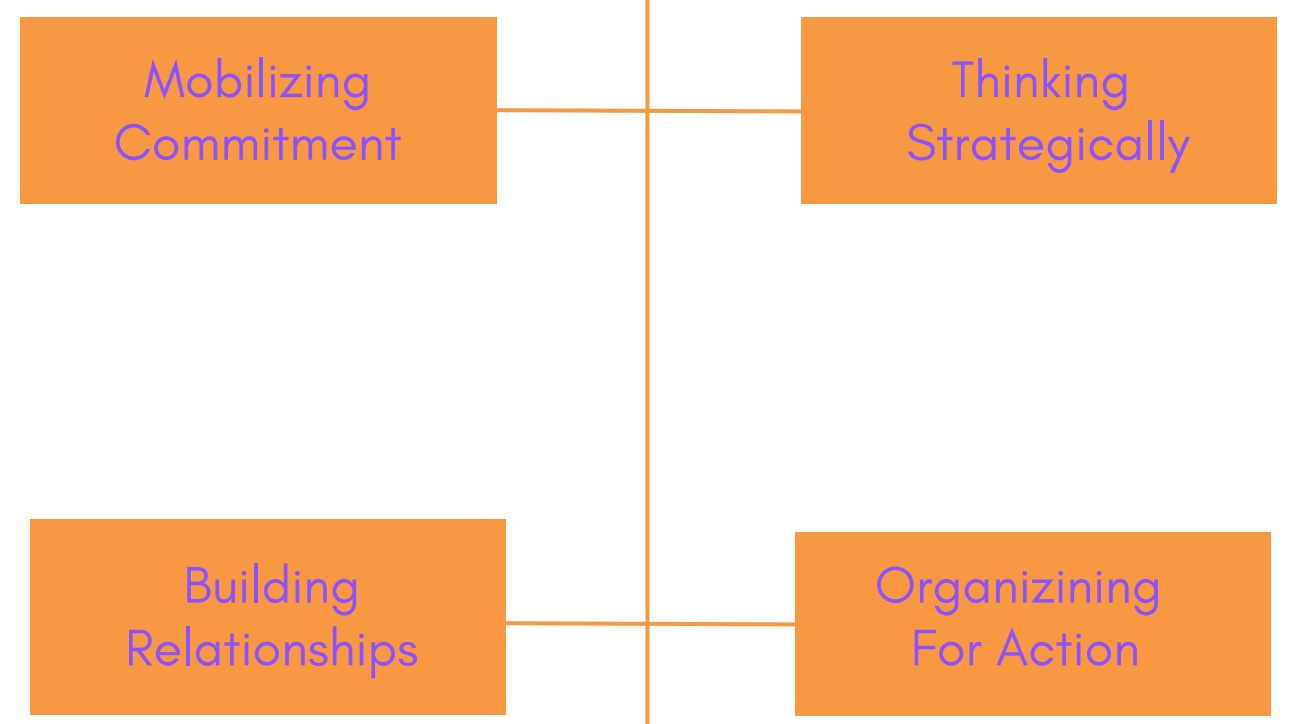 Mobilizing
Commitment
Thinking
Strategically
Building
Relationships
Organizining
For Action